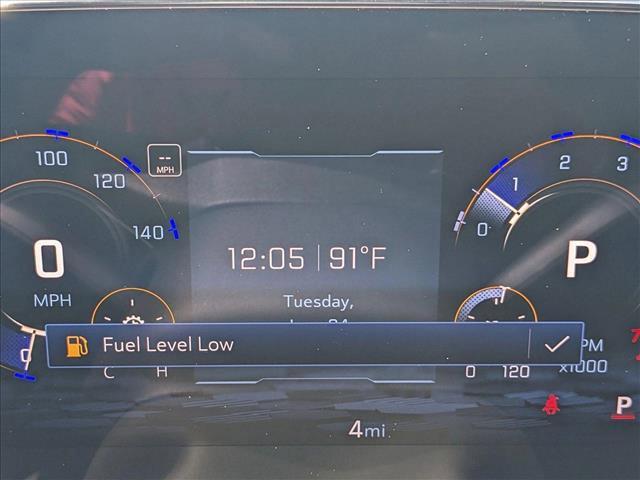 100
120
140
--
MPH
0
MPH
0
12:05 91°F
Tuesday,
0
1
2
3
P
Fuel Level Low
C H
0 120
x1000
4mi
P